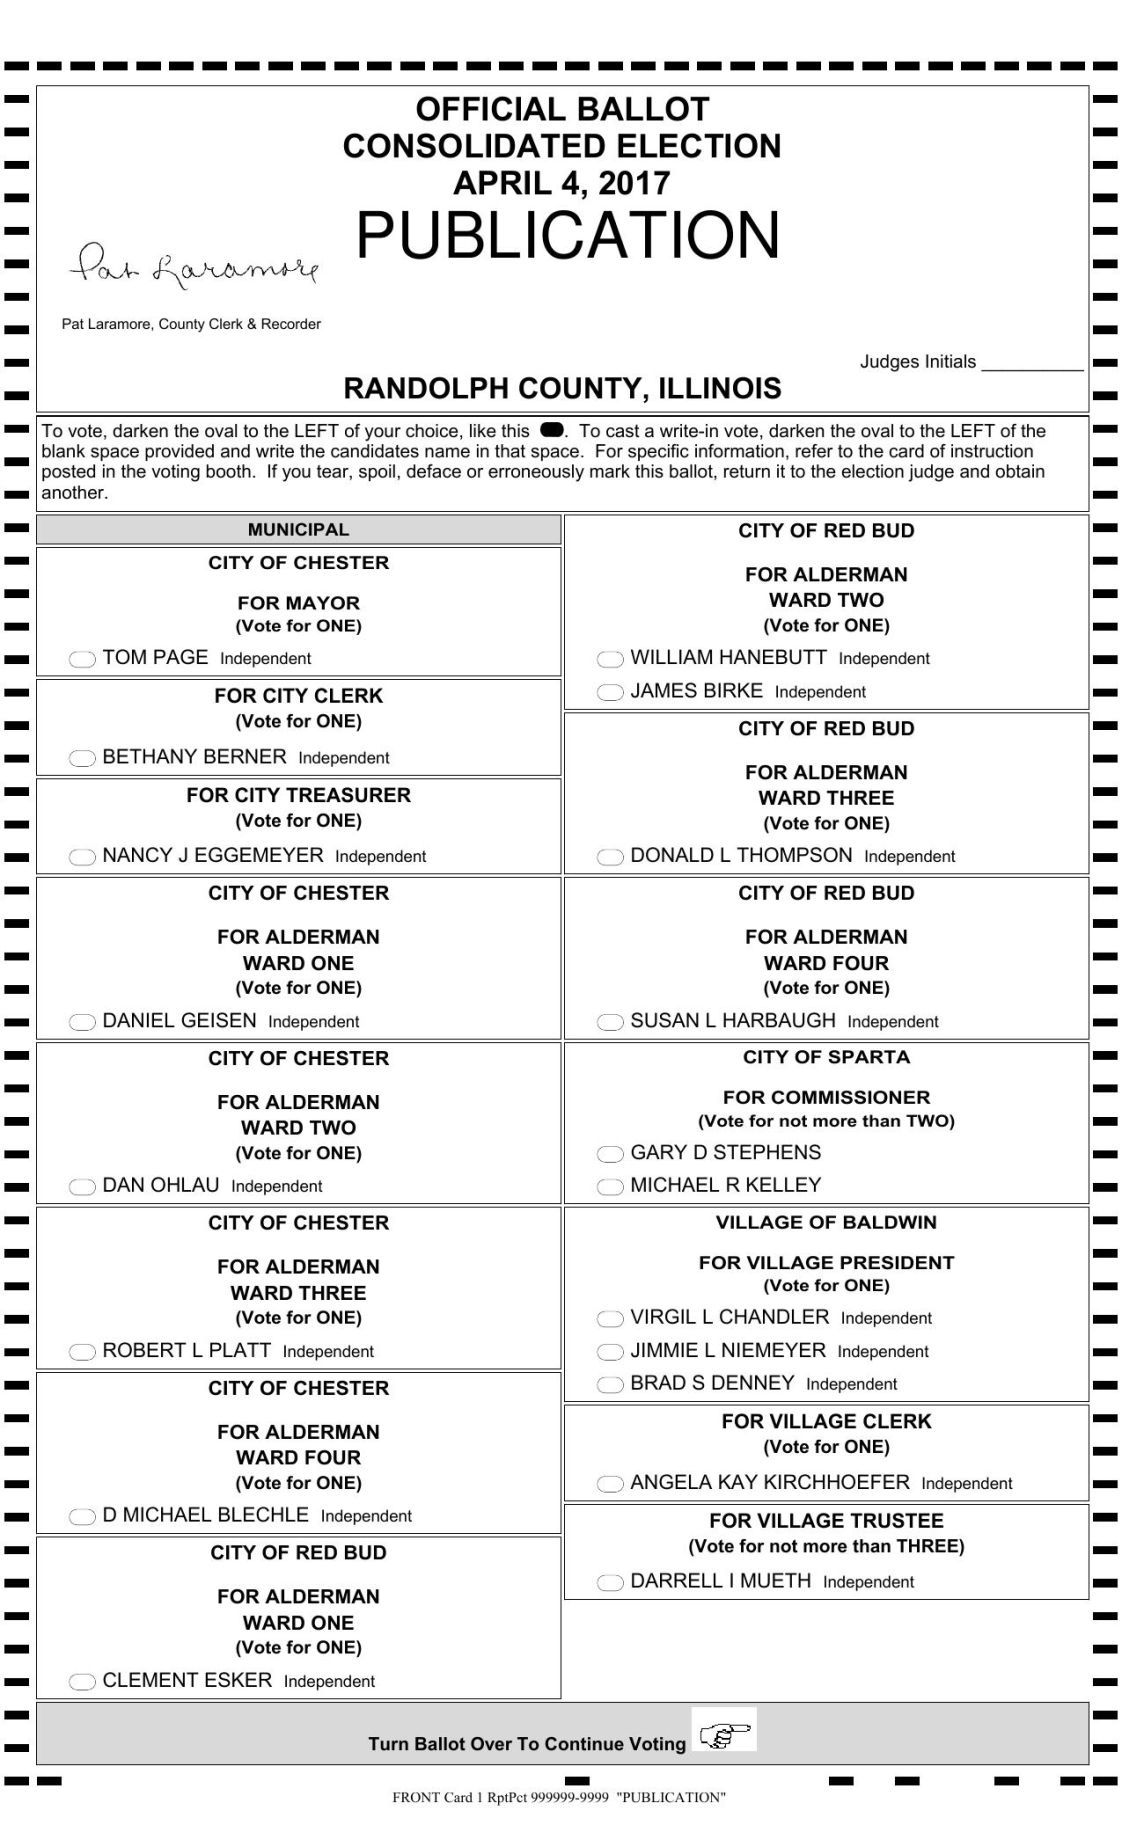 OFFICIAL BALLOT
CONSOLIDATED ELECTION
APRIL 4, 2017
PUBLICATION
Pat Laramore
Pat Laramore, County Clerk & Recorder
Judges Initials __________
RANDOLPH COUNTY, ILLINOIS
To vote, darken the oval to the LEFT of your choice, like this . To cast a write-in vote, darken the oval to the LEFT of the
blank space provided and write the candidates name in that space. For specific information, refer to the card of instruction
posted in the voting booth. If you tear, spoil, deface or erroneously mark this ballot, return it to the election judge and obtain
another.
MUNICIPAL
CITY OF CHESTER
FOR MAYOR
(Vote for ONE)
TOM PAGE Independent
FOR CITY CLERK
(Vote for ONE)
BETHANY BERNER Independent
FOR CITY TREASURER
(Vote for ONE)
NANCY J EGGEMEYER Independent
CITY OF CHESTER
FOR ALDERMAN
WARD ONE
(Vote for ONE)
DANIEL GEISEN Independent
CITY OF CHESTER
FOR ALDERMAN
WARD TWO
(Vote for ONE)
DAN OHLAU Independent
CITY OF CHESTER
FOR ALDERMAN
WARD THREE
(Vote for ONE)
ROBERT L PLATT Independent
CITY OF CHESTER
FOR ALDERMAN
WARD FOUR
(Vote for ONE)
D MICHAEL BLECHLE Independent
CITY OF RED BUD
FOR ALDERMAN
WARD ONE
(Vote for ONE)
CLEMENT ESKER Independent
CITY OF RED BUD
FOR ALDERMAN
WARD TWO
(Vote for ONE)
WILLIAM HANEBUTT Independent
JAMES BIRKE Independent
CITY OF RED BUD
FOR ALDERMAN
WARD THREE
(Vote for ONE)
DONALD L THOMPSON Independent
CITY OF RED BUD
FOR ALDERMAN
WARD FOUR
(Vote for ONE)
SUSAN L HARBAUGH Independent
CITY OF SPARTA
FOR COMMISSIONER
(Vote for not more than TWO)
GARY D STEPHENS
MICHAEL R KELLEY
VILLAGE OF BALDWIN
FOR VILLAGE PRESIDENT
(Vote for ONE)
VIRGIL L CHANDLER Independent
JIMMIE L NIEMEYER Independent
BRAD S DENNEY Independent
FOR VILLAGE CLERK
(Vote for ONE)
ANGELA KAY KIRCHHOEFER Independent
FOR VILLAGE TRUSTEE
(Vote for not more than THREE)
DARRELL I MUETH Independent
Turn Ballot Over To Continue Voting
FRONT Card 1 RptPct 999999-9999 "PUBLICATION"